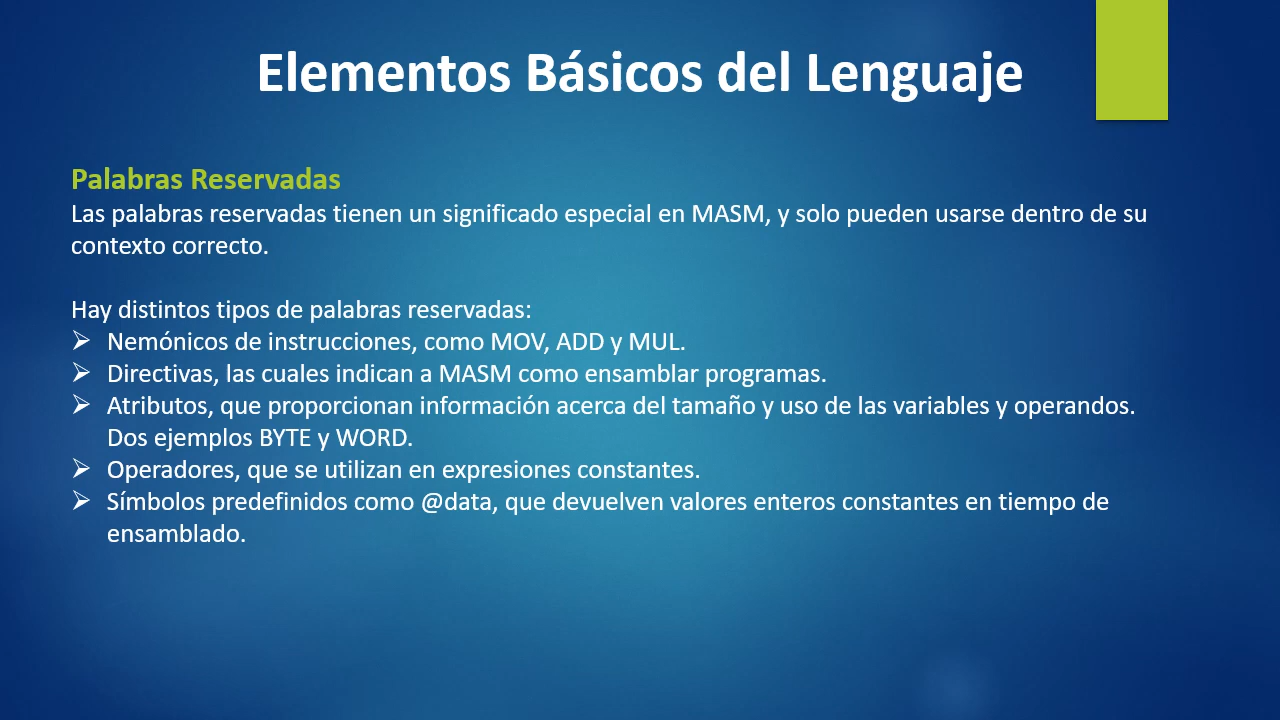 Elementos Básicos del Lenguaje
Palabras Reservadas
Las palabras reservadas tienen un significado especial en MASM, y solo pueden usarse dentro de su
contexto correcto.
Hay distintos tipos de palabras reservadas:
➢ Nemónicos de instrucciones, como MOV, ADD y MUL.
➢ Directivas, las cuales indican a MASM como ensamblar programas.
➢ Atributos, que proporcionan información acerca del tamaño y uso de las variables y operandos.
Dos ejemplos BYTE y WORD.
➢ Operadores, que se utilizan en expresiones constantes.
➢ Símbolos predefinidos como @data, que devuelven valores enteros constantes en tiempo de
ensamblado.